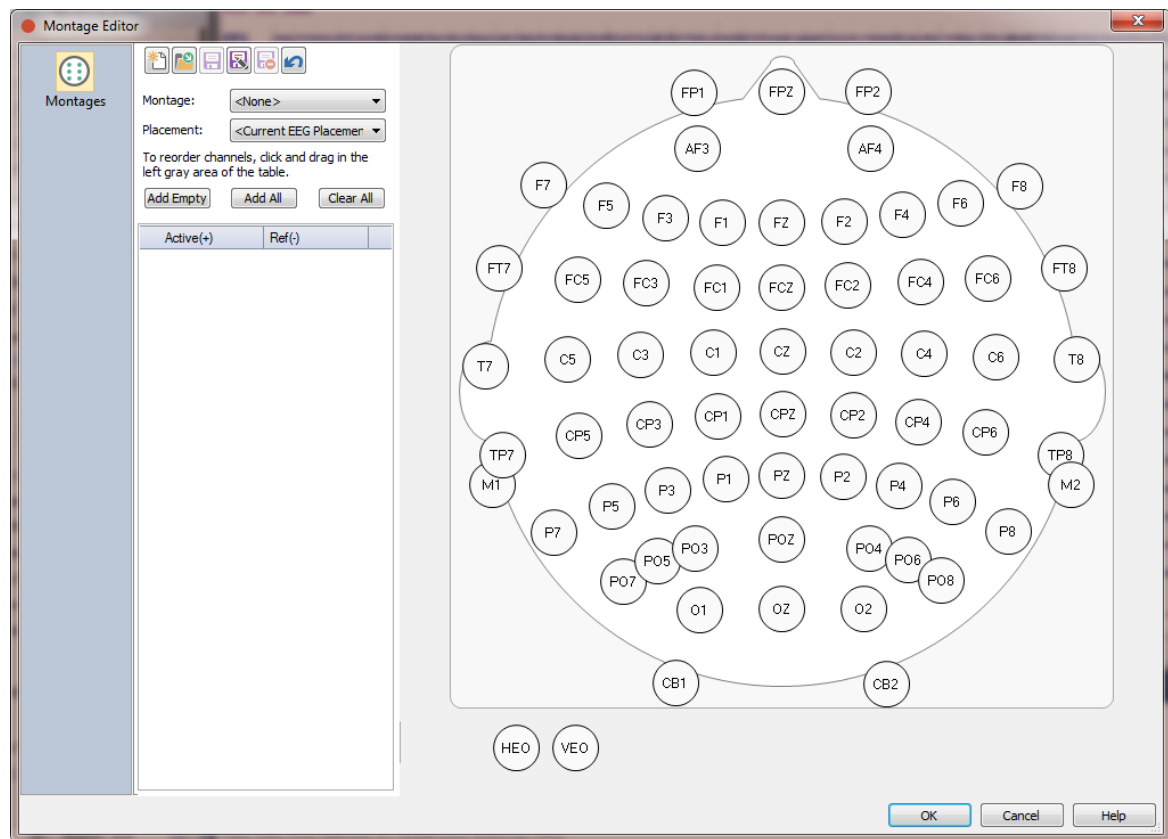 Montage Editor
Montages
Montage: <None>
Placement: <Current EEG Placemer
To reorder channels, click and drag in the
left gray area of the table.
Add Empty Add All Clear All
Active(+) Ref(-)
FP1 FPZ FP2
AF3 AF4
F7 F5 F3 F1 FZ F2 F4 F6 F8
FT7 FC5 FC3 FC1 FCZ FC2 FC4 FC6 FT8
T7 C5 C3 C1 CZ C2 C4 C6 T8
TP7 CP5 CP3 CP1 CPZ CP2 CP4 CP6 TP8
M1 M2
P7 P5 P3 P1 PZ P2 P4 P6 P8
PO7 PO5 PO3 POZ PO4 PO6 PO8
O1 OZ O2
CB1 CB2
HEO VEO
OK Cancel Help